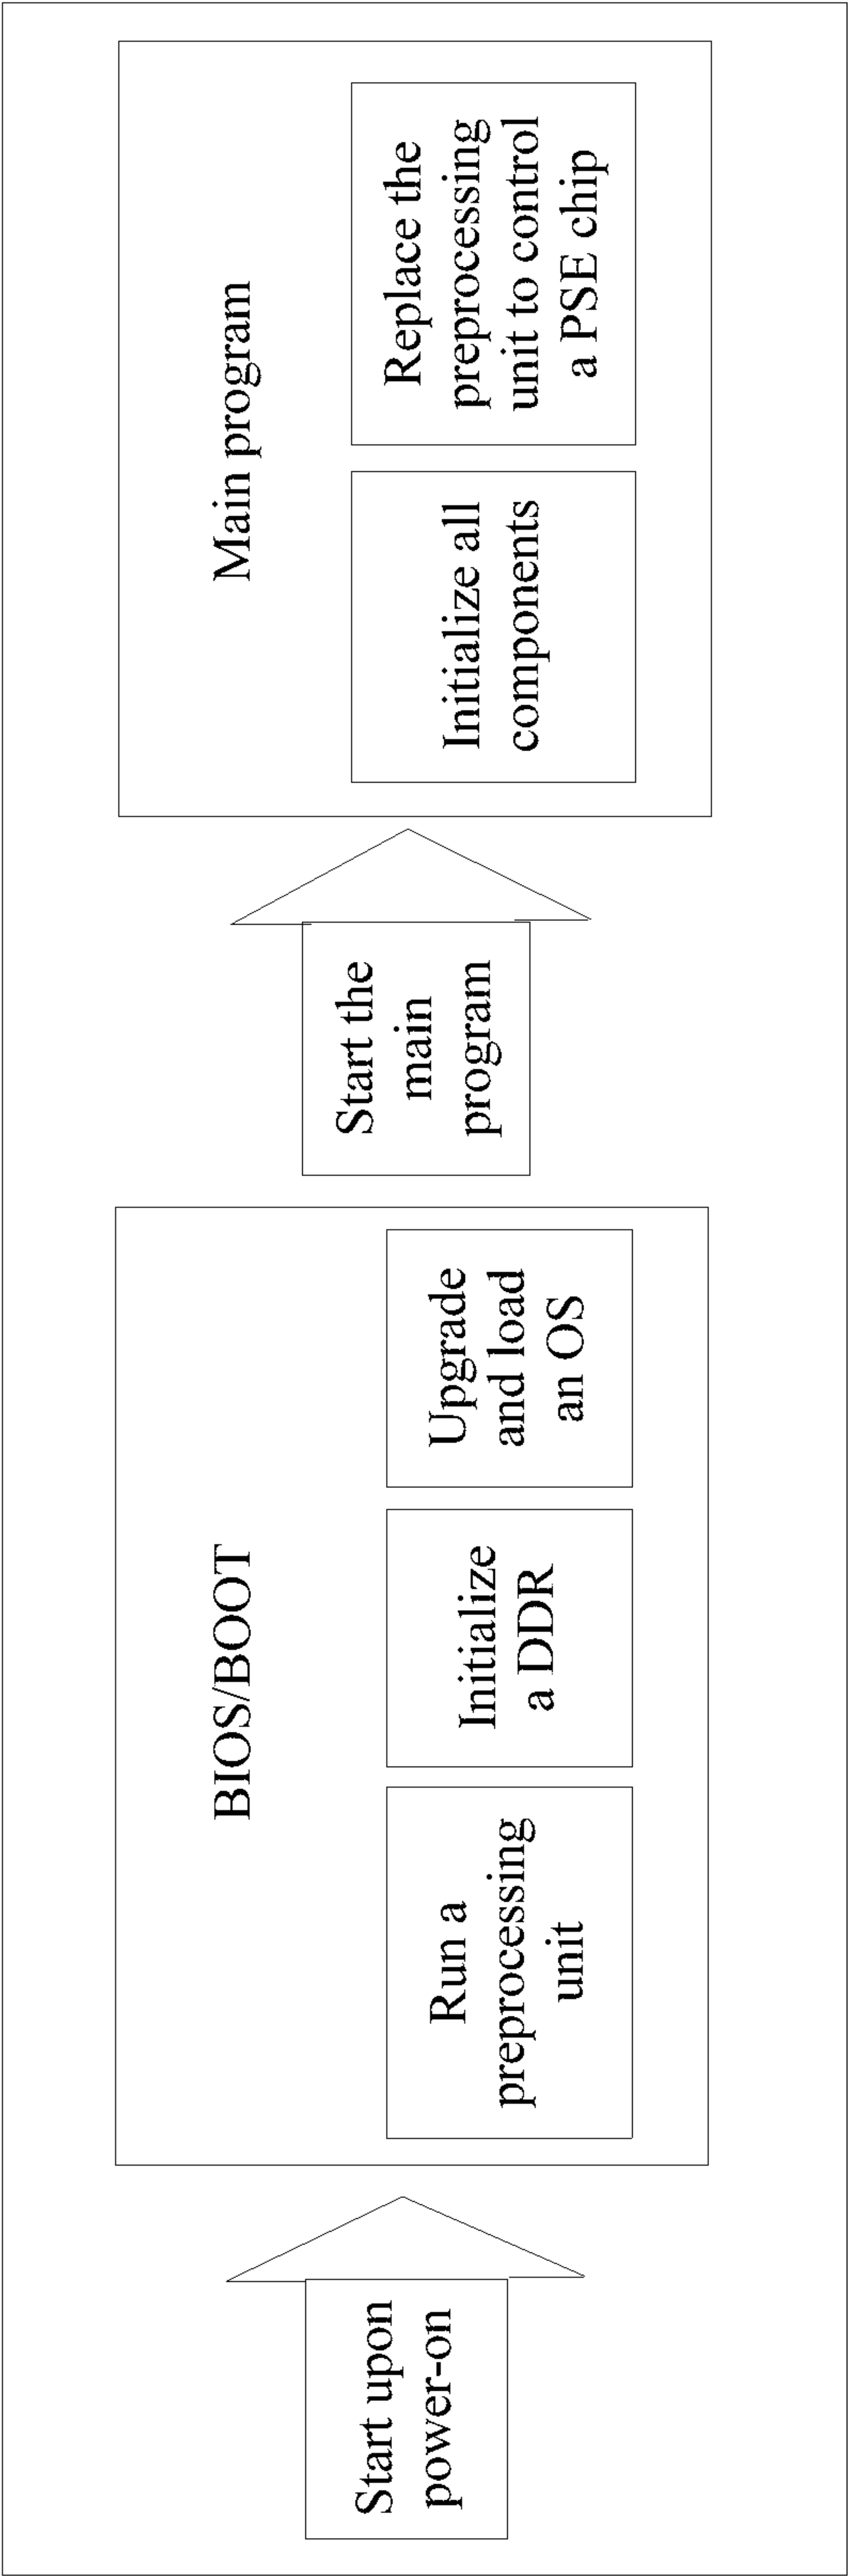 Start upon
power-on
BIOS/BOOT
Run a
preprocessing
unit
Initialize
a DDR
Upgrade
and load
an OS
Start the
main
program
Main program
Initialize all
components
Replace the
preprocessing
unit to control
a PSE chip